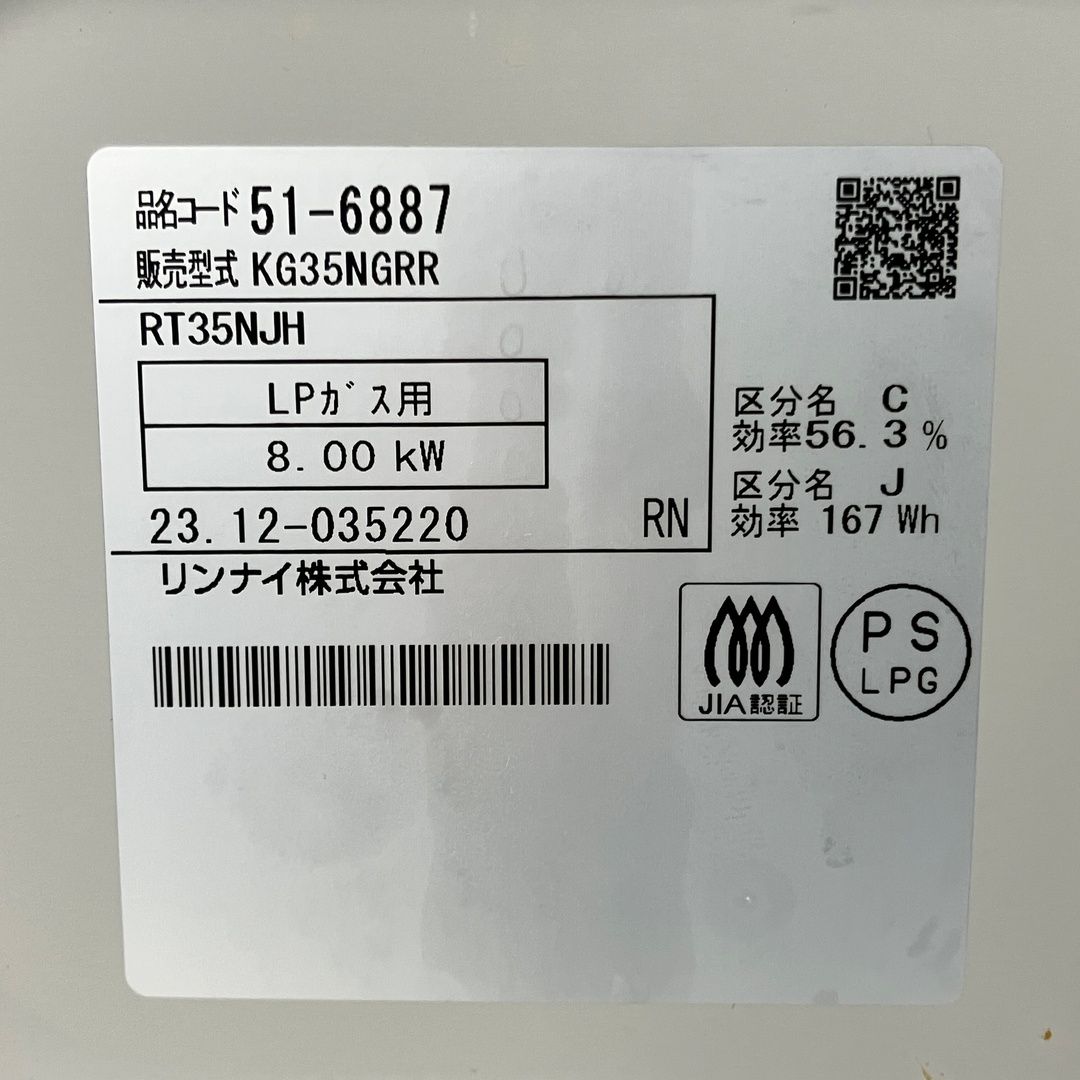 品名コード 51-6887
販売型式 KG35NGRR
RT35NJH
LPガス用
8.00 kW
23.12-035220
RN
リンナイ株式会社
区分名 C
効率56.3 %
区分名 J
効率 167 Wh
JIA認証
PS
LPG